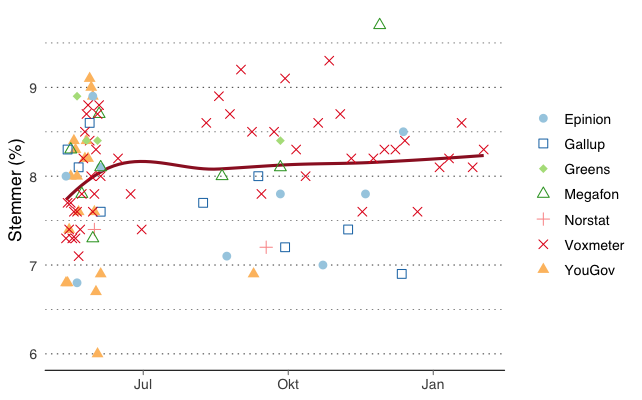 Stemmer (%)
9
8
7
6
Jul
Okt
Jan
Epinion
Gallup
Greens
Megafon
Norstat
Voxmeter
YouGov